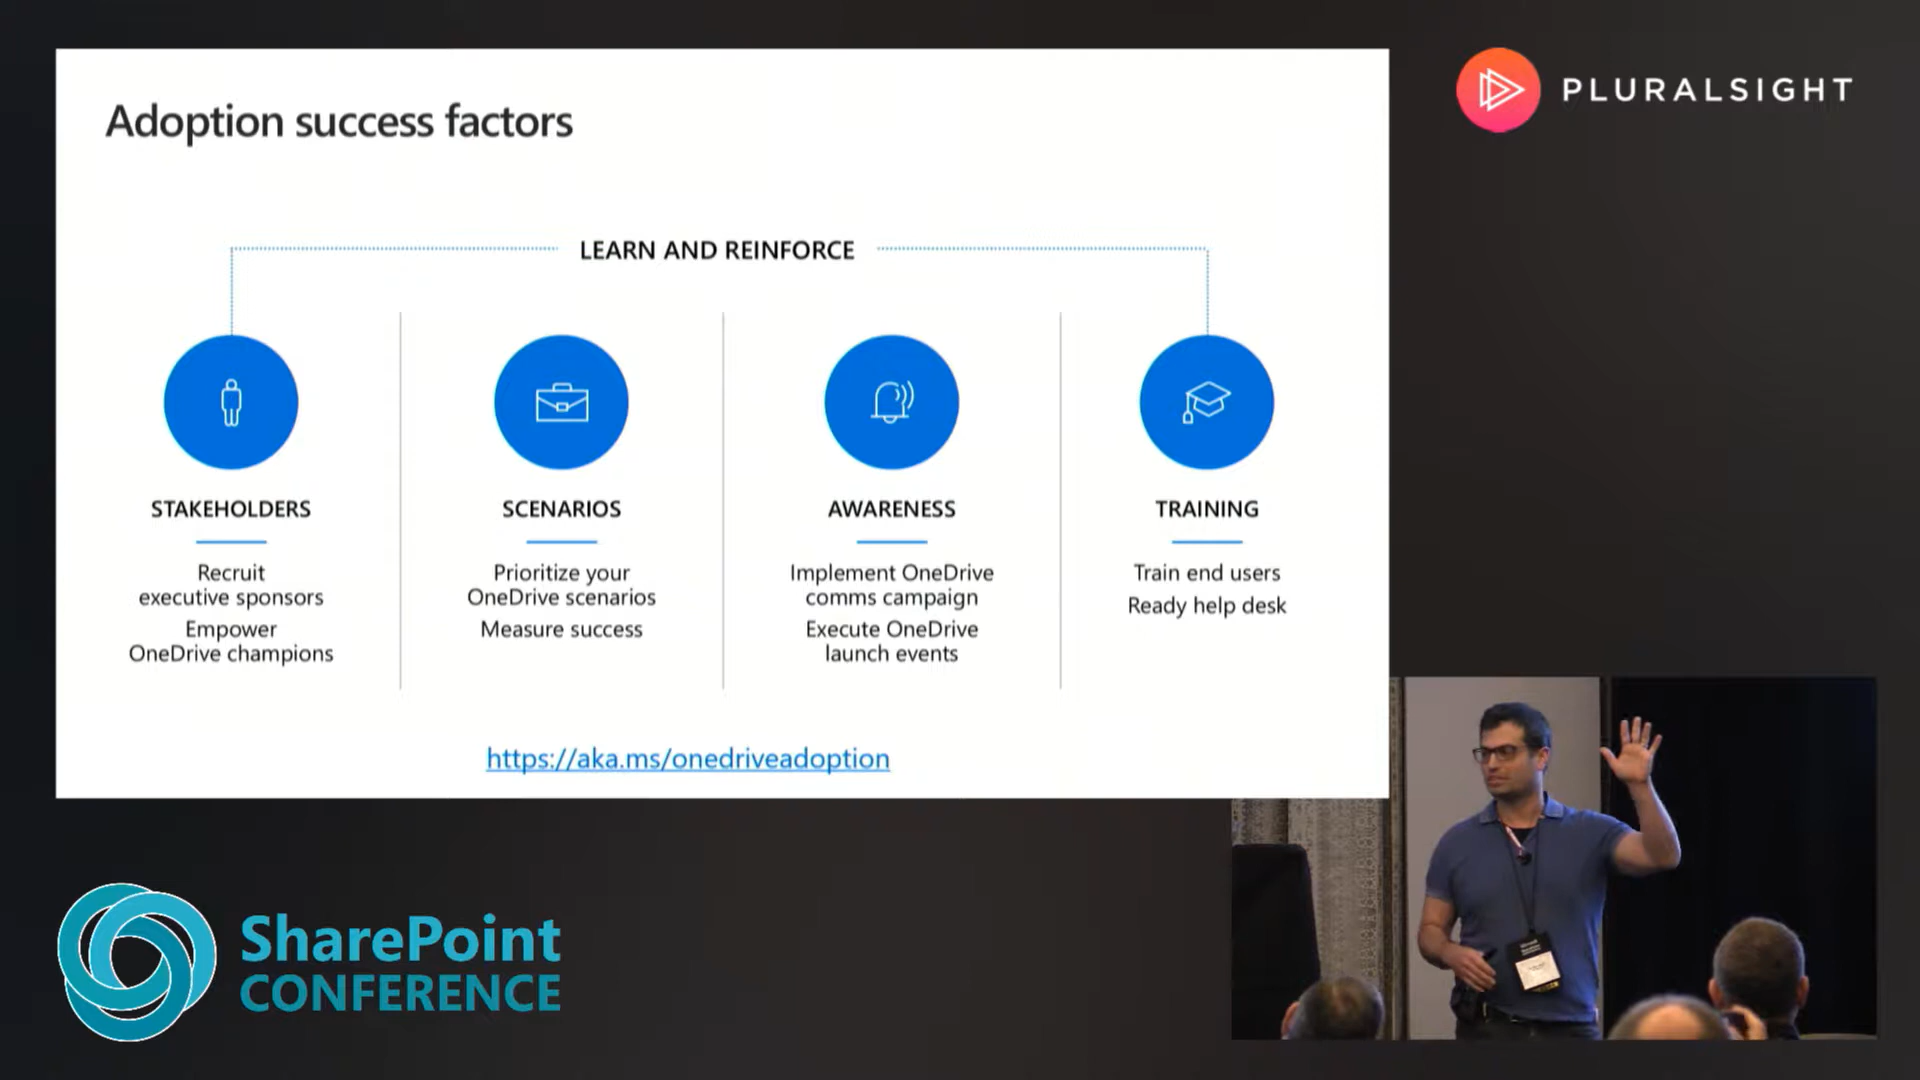 Adoption success factors
PLURALSIGHT
LEARN AND REINFORCE
STAKEHOLDERS
Recruit
executive sponsors
Empower
OneDrive champions
SCENARIOS
Prioritize your
OneDrive scenarios
Measure success
AWARENESS
Implement OneDrive
comms campaign
Execute OneDrive
launch events
TRAINING
Train end users
Ready help desk
https://aka.ms/onedriveadoption
SharePoint
CONFERENCE